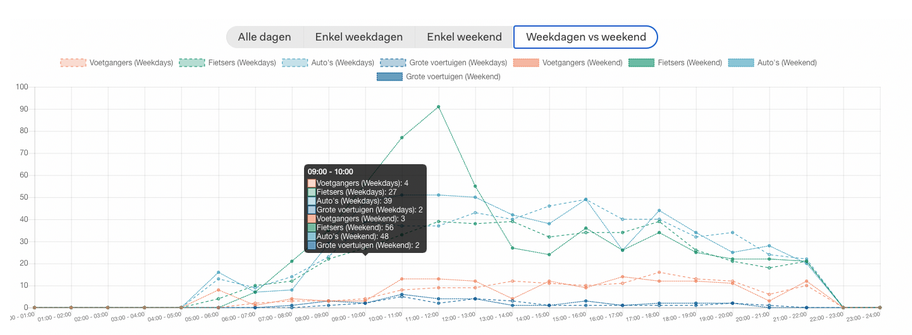 Alle dagen Enkel weekdagen Enkel weekend Weekdagen vs weekend
Voetgangers (Weekdays) Fietsers (Weekdays) Auto's (Weekdays) Grote voertuigen (Weekdays) Voetgangers (Weekend) Fietsers (Weekend) Auto's (Weekend)
Grote voertuigen (Weekend)
100
90
80
70
60
50
40
30
20
10
0
09:00 - 10:00
Voetgangers (Weekdays): 4
Fietsers (Weekdays): 27
Auto's (Weekdays): 39
Grote voertuigen (Weekdays): 2
Voetgangers (Weekend): 3
Fietsers (Weekend): 56
Auto's (Weekend): 48
Grote voertuigen (Weekend): 2
00 - 01:00 01:00 - 02:00 02:00 - 03:00 03:00 - 04:00 04:00 - 05:00 05:00 - 06:00 06:00 - 07:00 07:00 - 08:00 08:00 - 09:00 09:00 - 10:00 10:00 - 11:00 11:00 - 12:00 12:00 - 13:00 13:00 - 14:00 14:00 - 15:00 15:00 - 16:00 16:00 - 17:00 17:00 - 18:00 18:00 - 19:00 19:00 - 20:00 20:00 - 21:00 21:00 - 22:00 22:00 - 23:00 23:00 - 24:00